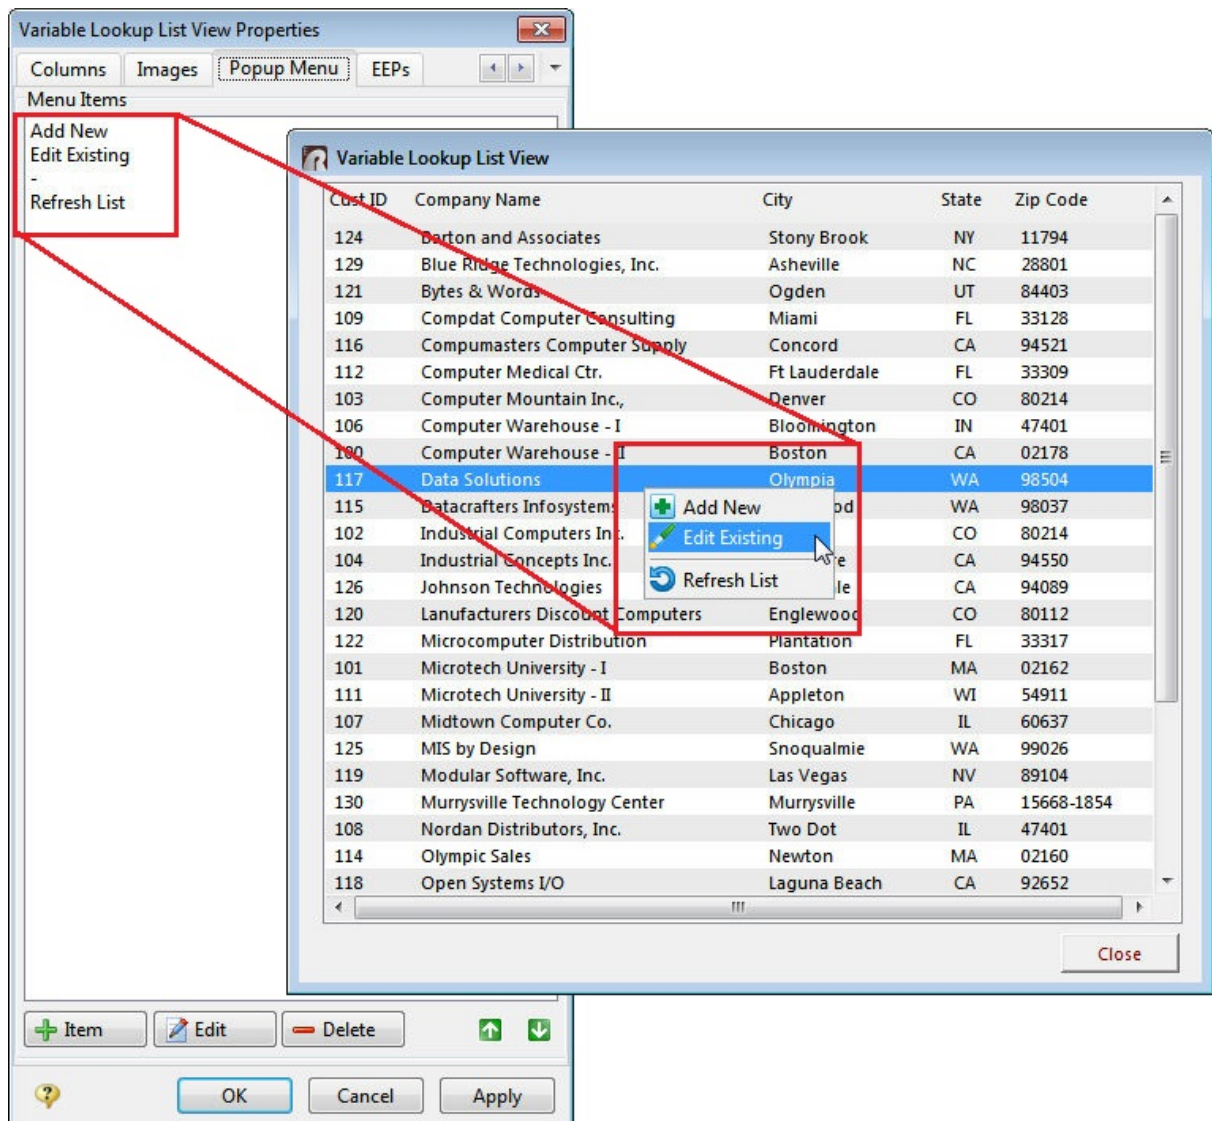 Variable Lookup List View Properties
Columns Images Popup Menu EEPs
Menu Items
Add New
Edit Existing
-
Refresh List
Variable Lookup List View
Cust ID Company Name City State Zip Code
124 Barton and Associates Stony Brook NY 11794
129 Blue Ridge Technologies, Inc. Asheville NC 28801
121 Bytes & Words Ogden UT 84403
109 Compdat Computer Consulting Miami FL 33128
116 Compumasters Computer Supply Concord CA 94521
112 Computer Medical Ctr. Ft Lauderdale FL 33309
103 Computer Mountain Inc., Denver CO 80214
106 Computer Warehouse - I Bloomington IN 47401
100 Computer Warehouse - II Boston CA 02178
117 Data Solutions Olympia WA 98504
115 Datacrafters Infosystems od WA 98037
102 Industrial Computers Inc. CO 80214
104 Industrial Concepts Inc. re CA 94550
126 Johnson Technologies le CA 94089
120 Lanufacturers Discount Computers Englewood CO 80112
122 Microcomputer Distribution Plantation FL 33317
101 Microtech University - I Boston MA 02162
111 Microtech University - II Appleton WI 54911
107 Midtown Computer Co. Chicago IL 60637
125 MIS by Design Snoqualmie WA 99026
119 Modular Software, Inc. Las Vegas NV 89104
130 Murrysville Technology Center Murrysville PA 15668-1854
108 Nordan Distributors, Inc. Two Dot IL 47401
114 Olympic Sales Newton MA 02160
118 Open Systems I/O Laguna Beach CA 92652
Add New
Edit Existing
Refresh List
Close
Item Edit Delete
OK Cancel Apply